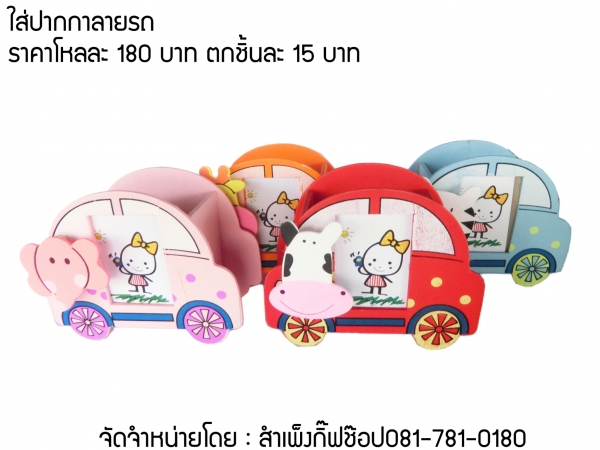 ใส่ปากกาลายรถ
ราคาโหลละ 180 บาท ตกชิ้นละ 15 บาท
จัดจำหน่ายโดย : สำเพ็งกิ๊ฟช๊อป081-781-0180